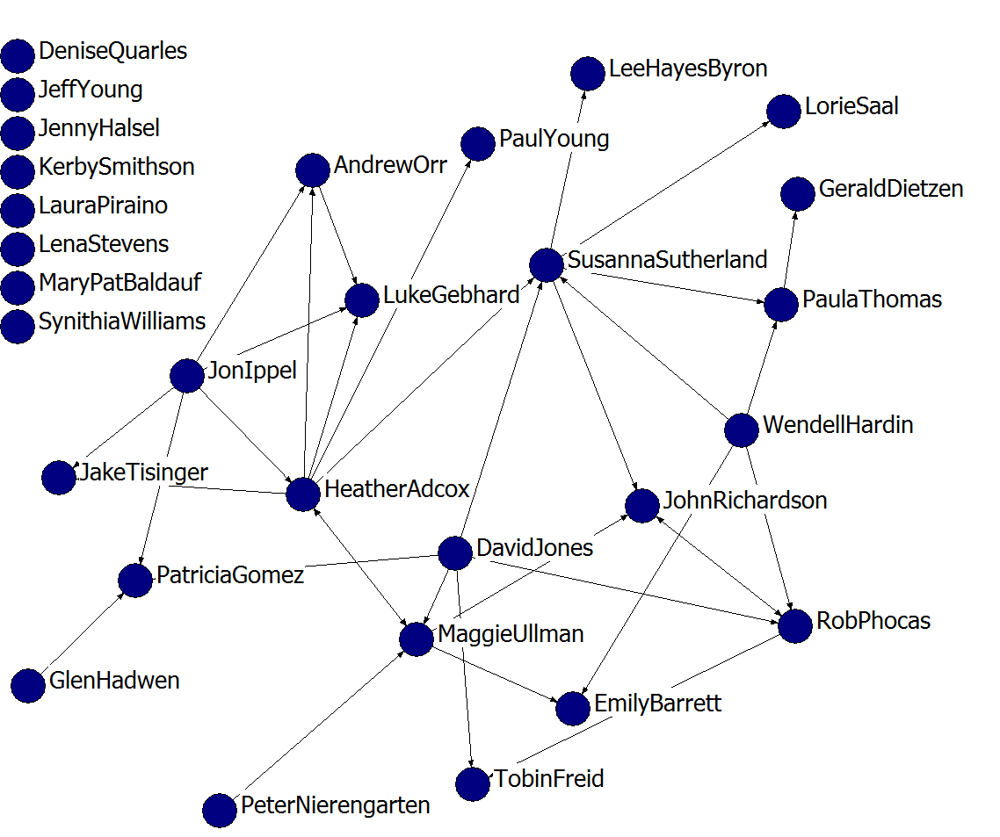 DeniseQuarles
JeffYoung
JennyHalsel
KerbySmithson
LauraPiraino
LenaStevens
MaryPatBaldauf
SynithiaWilliams
LeeHayesByron
LorieSaal
PaulYoung
AndrewOrr
GeraldDietzen
SusannaSutherland
LukeGebhard
PaulaThomas
JonIppel
WendellHardin
JakeTisinger
HeatherAdcox
JohnRichardson
DavidJones
PatriciaGomez
RobPhocas
MaggieUllman
GlenHadwen
EmilyBarrett
TobinFreid
PeterNierengarten